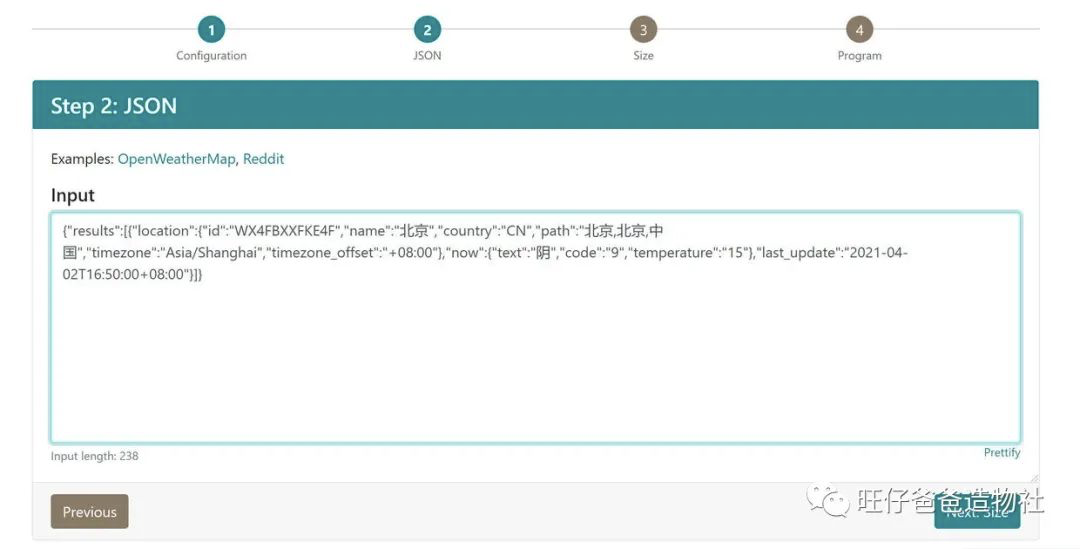 1 2 3 4
Configuration JSON Size Program
Step 2: JSON
Examples: OpenWeatherMap, Reddit
Input
{"results":[{"location":{"id":"WX4FBXXFKE4F","name":"北京","country":"CN","path":"北京,北京,中
国","timezone":"Asia/Shanghai","timezone_offset":"+08:00"},"now":{"text":"阴","code":"9","temperature":"15"},"last_update":"2021-04-
02T16:50:00+08:00"}]}
Input length: 238
Prettify
Previous
Next: Size
旺仔爸爸造物社